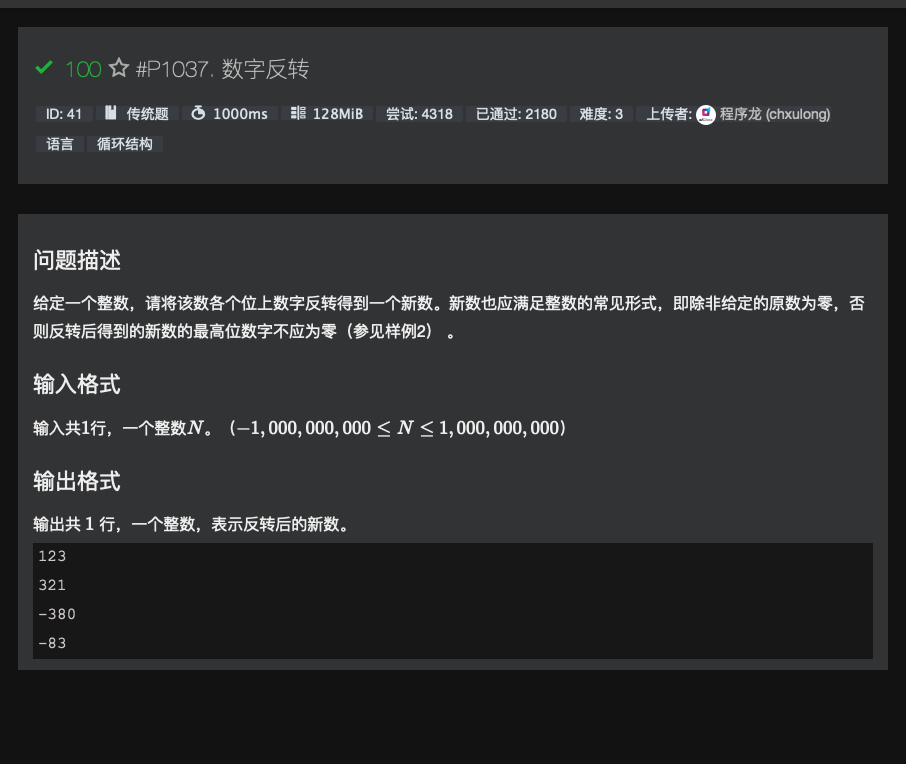 100 ☆ #P1037. 数字反转
ID: 41 传统题 1000ms 128MiB 尝试: 4318 已通过: 2180 难度: 3 上传者: 程序龙 (chxulong)
语言 循环结构
问题描述
给定一个整数，请将该数各个位上数字反转得到一个新数。新数也应满足整数的常见形式，即除非给定的原数为零，否
则反转后得到的新数的最高位数字不应为零（参见样例2） 。
输入格式
输入共1行，一个整数N。（−1,000,000,000 ≤ N ≤ 1,000,000,000）
输出格式
输出共 1 行，一个整数，表示反转后的新数。
123
321
-380
-83